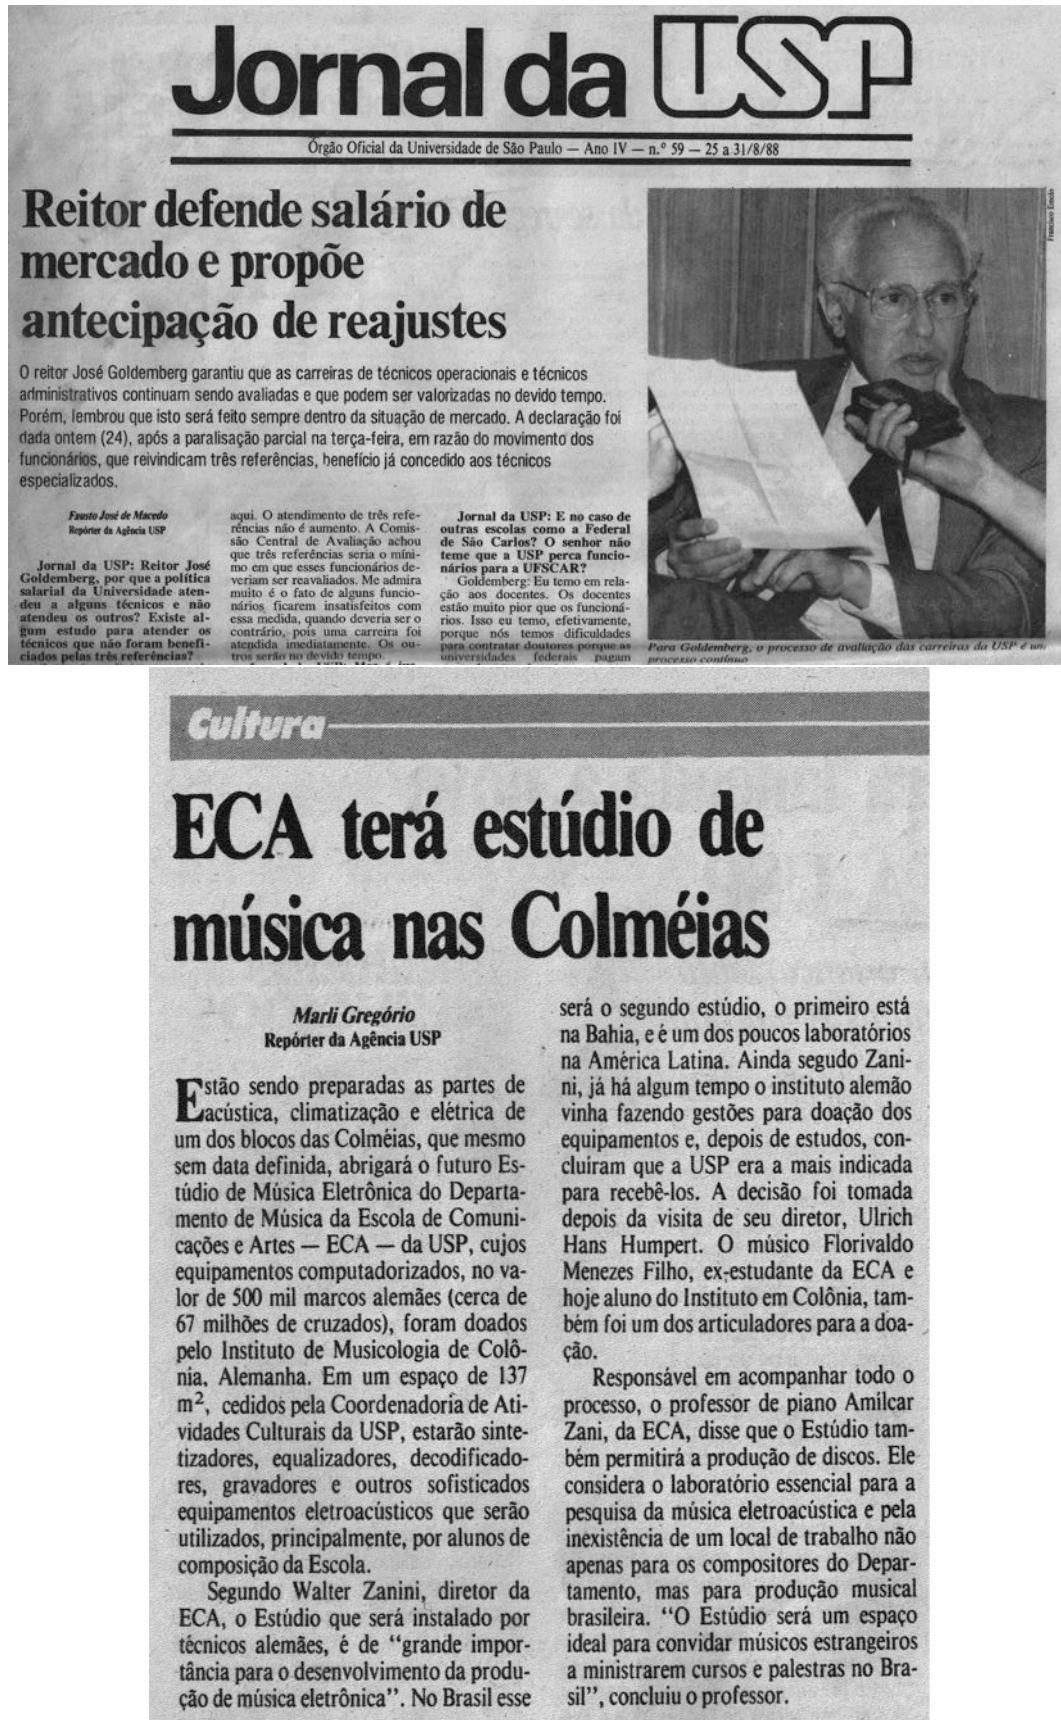 Jornal da USP
Órgão Oficial da Universidade de São Paulo — Ano IV — n.º 59 — 25 a 31/8/88
Reitor defende salário de
mercado e propõe
antecipação de reajustes
O reitor José Goldemberg garantiu que as carreiras de técnicos operacionais e técnicos
administrativos continuam sendo avaliadas e que podem ser valorizadas no devido tempo.
Porém, lembrou que isto será feito sempre dentro da situação de mercado. A declaração foi
dada ontem (24), após a paralisação parcial na terça-feira, em razão do movimento dos
funcionários, que reivindicam três referências, benefício já concedido aos técnicos
especializados.
Fausto José de Macedo
Repórter da Agência USP
Jornal da USP: Reitor José
Goldemberg, por que a política
salarial da Universidade aten-
deu a alguns técnicos e não
atendeu os outros? Existe al-
gum estudo para atender os
técnicos que não foram benefi-
ciados pelas três referências?
aqui. O atendimento de três refe-
rências não é aumento. A Comis-
são Central de Avaliação achou
que três referências seria o míni-
mo em que esses funcionários de-
veriam ser reavaliados. Me admira
muito é o fato de alguns funcio-
nários ficarem insatisfeitos com
essa medida, quando deveria ser o
contrário, pois uma carreira foi
atendida imediatamente. Os ou-
tros serão no devido tempo.
Jornal da USP: E no caso de
outras escolas como a Federal
de São Carlos? O senhor não
teme que a USP perca funcio-
nários para a UFSCAR?
Goldemberg: Eu temo em rela-
ção aos docentes. Os docentes
estão muito pior que os funcioná-
rios. Isso eu temo, efetivamente,
porque nós temos dificuldades
para contratar doutores porque as
universidades federais pagam
Francisco Emolo
Para Goldemberg, o processo de avaliação das carreiras da USP é um
processo contínuo
Cultura
ECA terá estúdio de
música nas Colméias
Marli Gregório
Repórter da Agência USP
Estão sendo preparadas as partes de
acústica, climatização e elétrica de
um dos blocos das Colméias, que mesmo
sem data definida, abrigará o futuro Es-
túdio de Música Eletrônica do Departa-
mento de Música da Escola de Comuni-
cações e Artes — ECA — da USP, cujos
equipamentos computadorizados, no va-
lor de 500 mil marcos alemães (cerca de
67 milhões de cruzados), foram doados
pelo Instituto de Musicologia de Colô-
nia, Alemanha. Em um espaço de 137
m², cedidos pela Coordenadoria de Ati-
vidades Culturais da USP, estarão sinte-
tizadores, equalizadores, decodificado-
res, gravadores e outros sofisticados
equipamentos eletroacústicos que serão
utilizados, principalmente, por alunos de
composição da Escola.
Segundo Walter Zanini, diretor da
ECA, o Estúdio que será instalado por
técnicos alemães, é de “grande impor-
tância para o desenvolvimento da produ-
ção de música eletrônica”. No Brasil esse
será o segundo estúdio, o primeiro está
na Bahia, e é um dos poucos laboratórios
na América Latina. Ainda segudo Zani-
ni, já há algum tempo o instituto alemão
vinha fazendo gestões para doação dos
equipamentos e, depois de estudos, con-
cluíram que a USP era a mais indicada
para recebê-los. A decisão foi tomada
depois da visita de seu diretor, Ulrich
Hans Humpert. O músico Florivaldo
Menezes Filho, ex-estudante da ECA e
hoje aluno do Instituto em Colônia, tam-
bém foi um dos articuladores para a doa-
ção.
Responsável em acompanhar todo o
processo, o professor de piano Amílcar
Zani, da ECA, disse que o Estúdio tam-
bém permitirá a produção de discos. Ele
considera o laboratório essencial para a
pesquisa da música eletroacústica e pela
inexistência de um local de trabalho não
apenas para os compositores do Depar-
tamento, mas para produção musical
brasileira. “O Estúdio será um espaço
ideal para convidar músicos estrangeiros
a ministrarem cursos e palestras no Bra-
sil”, concluiu o professor.